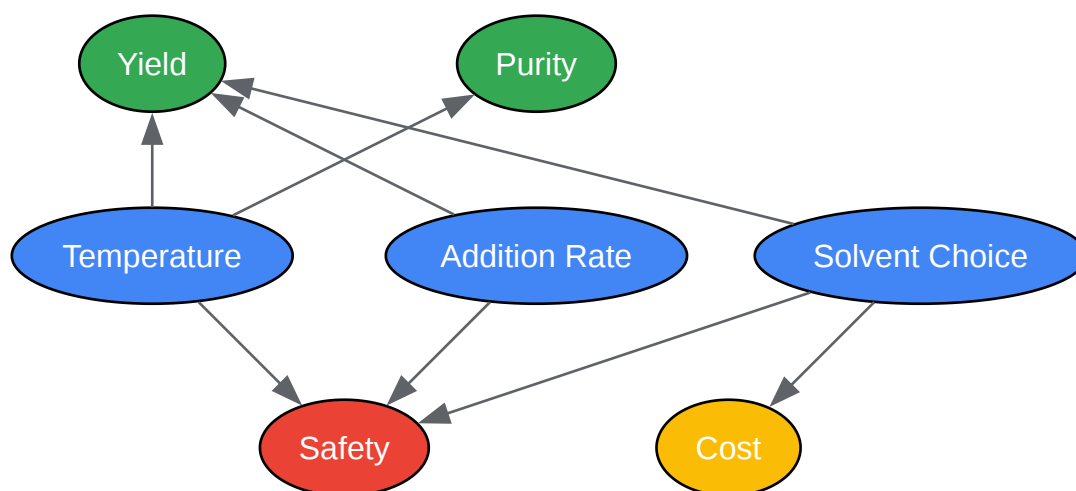 Yield
Purity
Temperature
Addition Rate
Solvent Choice
Safety
Cost